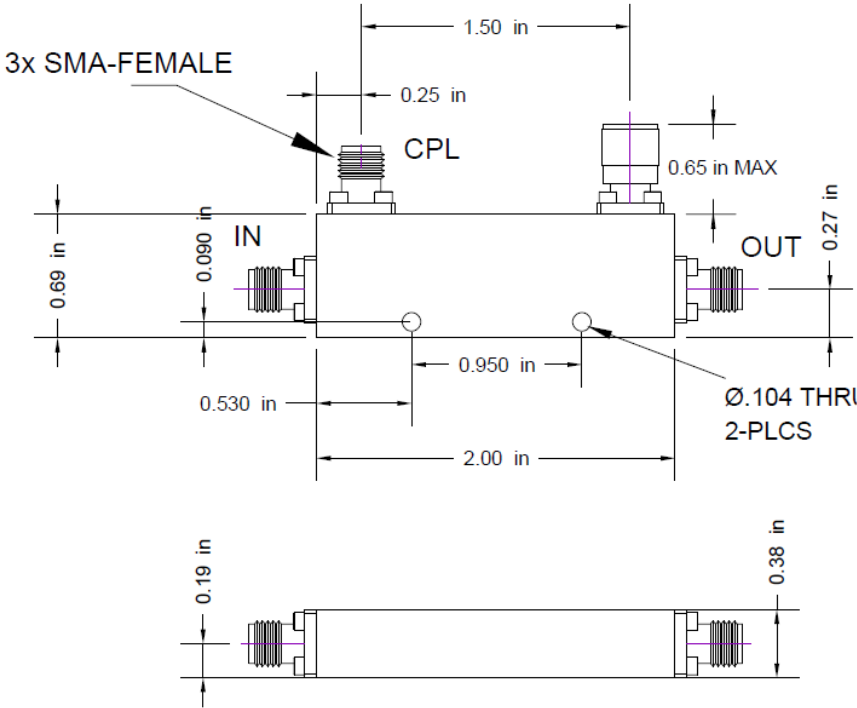 1.50 in
3x SMA-FEMALE
0.25 in
CPL
0.65 in MAX
IN
OUT
0.69 in
0.090 in
0.27 in
0.950 in
0.530 in
Ø.104 THRU
2-PLCS
2.00 in
0.19 in
0.38 in